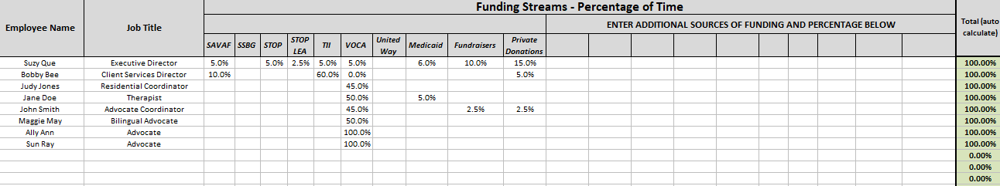 Funding Streams - Percentage of Time
Employee Name Job Title ENTER ADDITIONAL SOURCES OF FUNDING AND PERCENTAGE BELOW Total (auto calculate)
SAVAF SSBG STOP STOP LEA TII VOCA United Way Medicaid Fundraisers Private Donations
Suzy Que Executive Director 5.0% 5.0% 2.5% 5.0% 5.0% 6.0% 10.0% 15.0% 100.00%
Bobby Bee Client Services Director 10.0% 60.0% 0.0% 5.0% 100.00%
Judy Jones Residential Coordinator 45.0% 100.00%
Jane Doe Therapist 50.0% 5.0% 100.00%
John Smith Advocate Coordinator 45.0% 2.5% 2.5% 100.00%
Maggie May Bilingual Advocate 50.0% 100.00%
Ally Ann Advocate 100.0% 100.00%
Sun Ray Advocate 100.0% 100.00%
0.00%
0.00%
0.00%